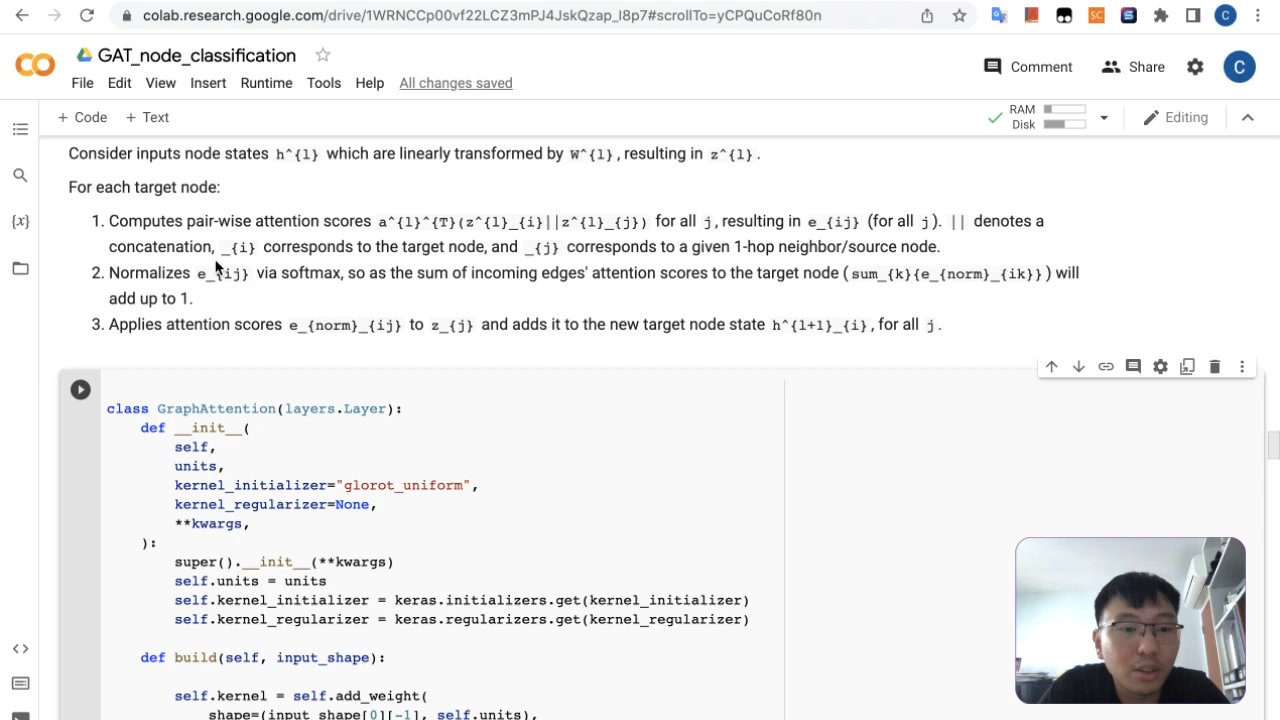 colab.research.google.com/drive/1WRNCCp00vf22LCZ3mPJ4JskQzap_I8p7#scrollTo=yCPQuCoRf80n
GAT_node_classification
C
File Edit View Insert Runtime Tools Help All changes saved
Comment Share C
+ Code + Text
RAM
Disk
Editing
Consider inputs node states h^{l} which are linearly transformed by W^{l}, resulting in z^{l}.
For each target node:
1. Computes pair-wise attention scores a^{l}^{T}(z^{l}_{i}||z^{l}_{j}) for all j, resulting in e_{ij} (for all j). || denotes a
concatenation, _{i} corresponds to the target node, and _{j} corresponds to a given 1-hop neighbor/source node.
2. Normalizes e_{ij} via softmax, so as the sum of incoming edges' attention scores to the target node (sum_{k}{e_{norm}_{ik}}) will
add up to 1.
3. Applies attention scores e_{norm}_{ij} to z_{j} and adds it to the new target node state h^{l+1}_{i}, for all j.
class GraphAttention(layers.Layer):
def __init__(
self,
units,
kernel_initializer="glorot_uniform",
kernel_regularizer=None,
**kwargs,
):
super().__init__(**kwargs)
self.units = units
self.kernel_initializer = keras.initializers.get(kernel_initializer)
self.kernel_regularizer = keras.regularizers.get(kernel_regularizer)
def build(self, input_shape):
self.kernel = self.add_weight(
shape=(input_shape[0][-1], self.units),